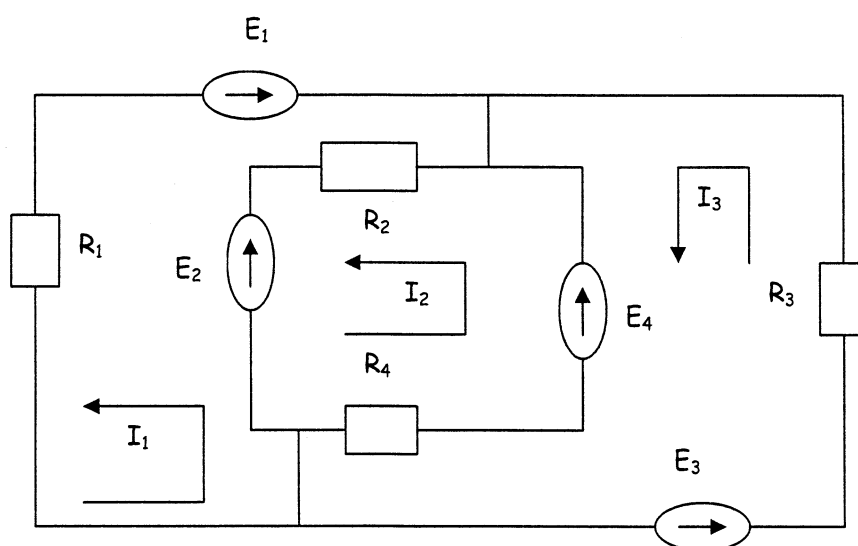 E₁
R₂
I₃
R₁
E₂
I₂
R₃
E₄
R₄
I₁
E₃